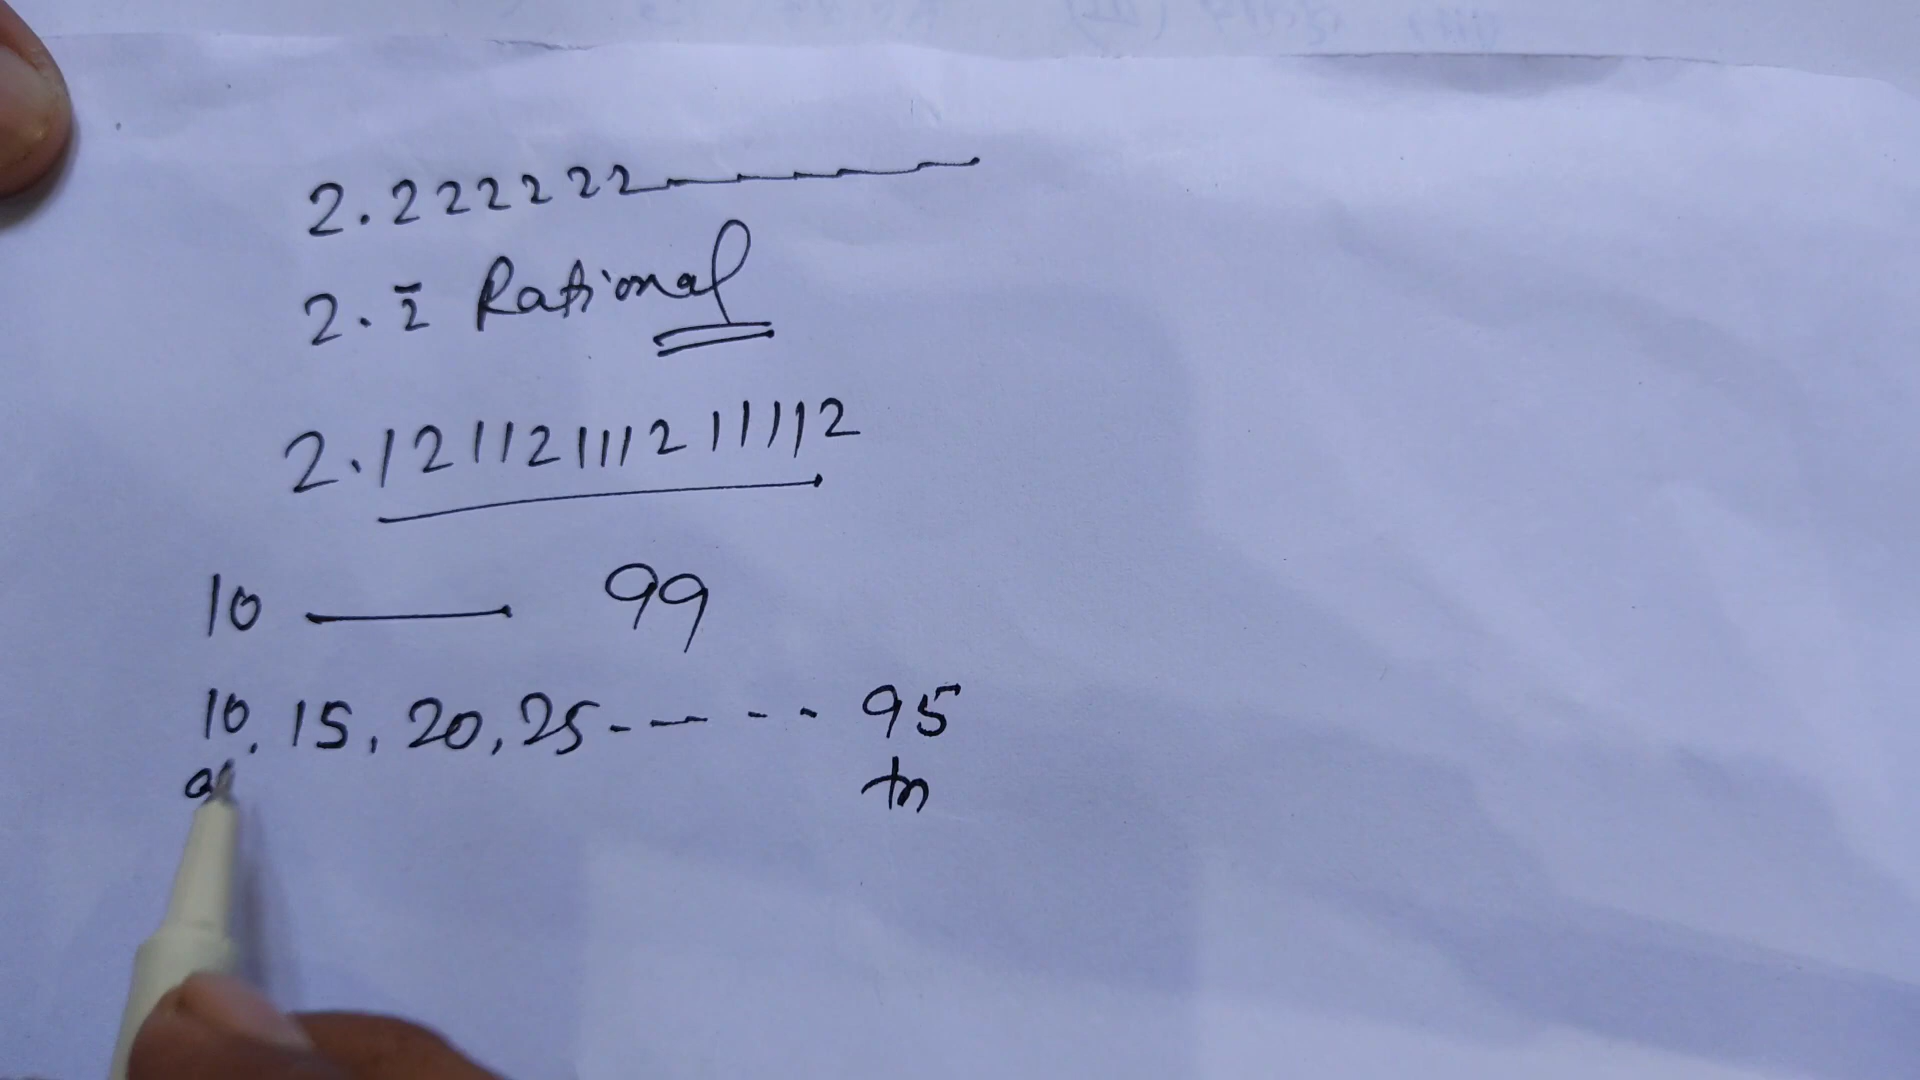 2.222222-----
2.2̄ Rational
2.121121112111112
10 —— 99
10, 15, 20, 25------ 95
a tn